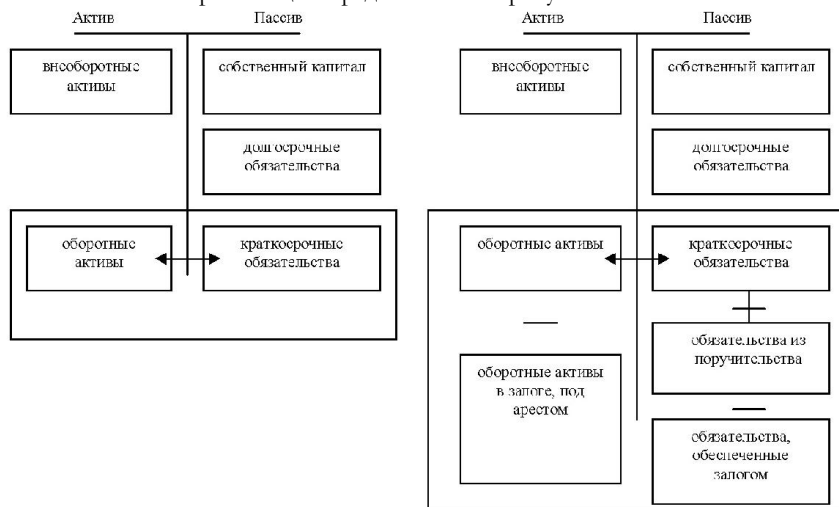 Актив
Пассив
внеоборотные
активы
собственный капитал
долгосрочные
обязательства
оборотные
активы
краткосрочные
обязательства
Актив
Пассив
внеоборотные
активы
собственный капитал
долгосрочные
обязательства
оборотные активы
краткосрочные
обязательства
обязательства из
поручительства
оборотные активы
в залоге, под
арестом
обязательства,
обеспеченные
залогом